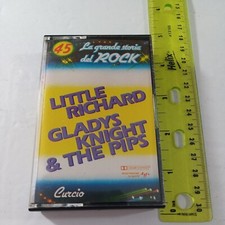 45
La grande storia
del ROCK
LITTLE
RICHARD
GLADYS
KNIGHT
& THE PIPS
Curcio